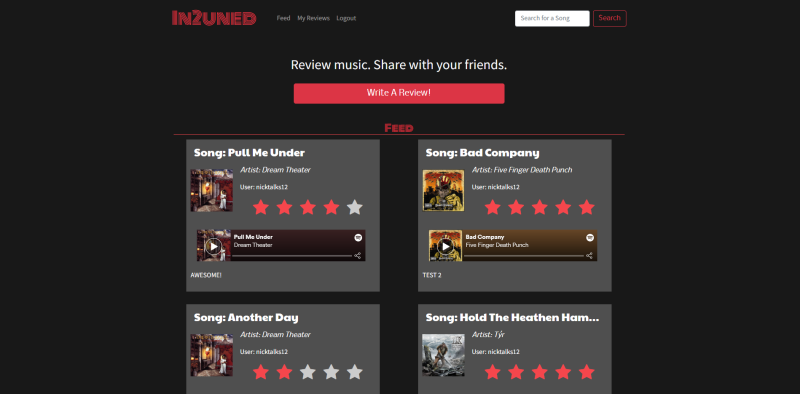 In2uned
Feed My Reviews Logout
Search for a Song
Search
Review music. Share with your friends.
Write A Review!
Feed
Song: Pull Me Under
Artist: Dream Theater
User: nicktalks12
Pull Me Under
Dream Theater
AWESOME!
Song: Bad Company
Artist: Five Finger Death Punch
User: nicktalks12
Bad Company
Five Finger Death Punch
TEST 2
Song: Another Day
Artist: Dream Theater
User: nicktalks12
Song: Hold The Heathen Ham...
Artist: Týr
User: nicktalks12